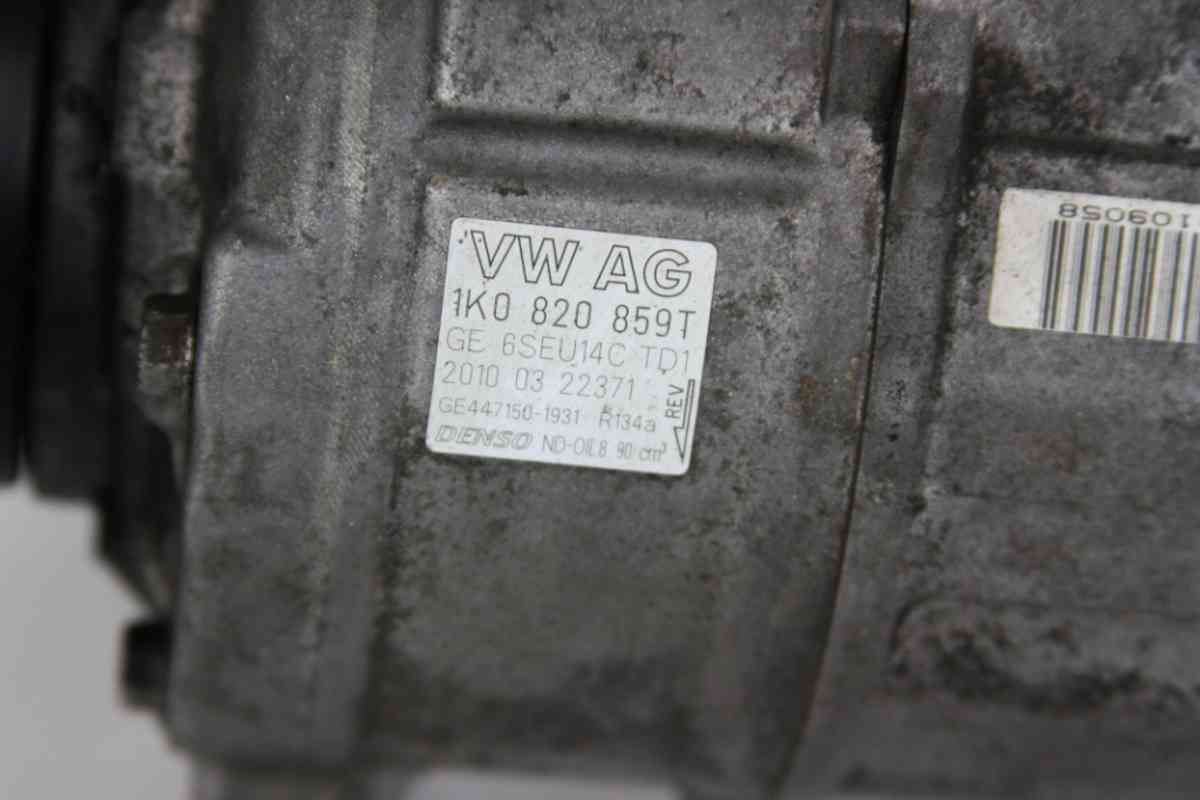 VW AG
1K0 820 859T
GE 6SEU14C TD1
2010 03 22371
GE447150-1931 R134a
REV
DENSO ND-OIL8 90 cm³
109058